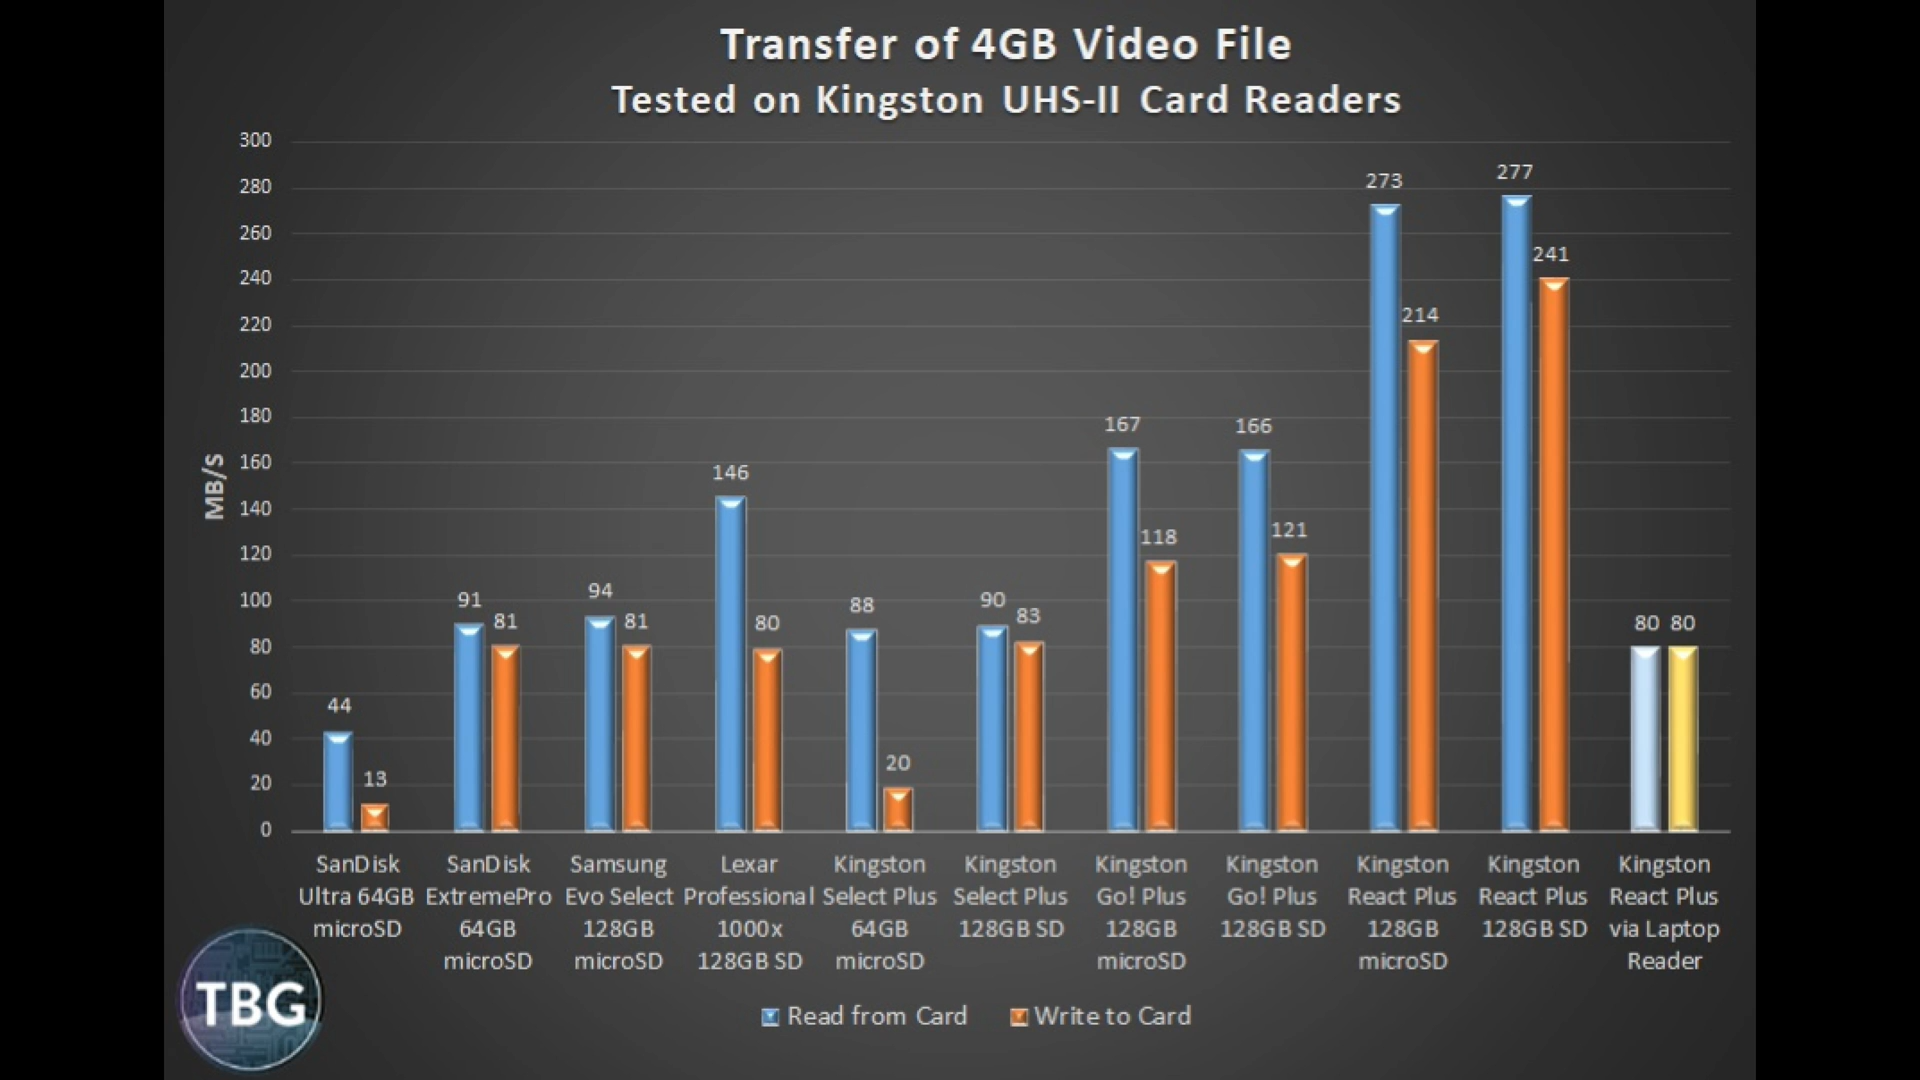 Transfer of 4GB Video File
Tested on Kingston UHS-II Card Readers
MB/S
300
280
260
240
220
200
180
160
140
120
100
80
60
40
20
0
44
13
91
81
94
81
146
80
88
20
90
83
167
118
166
121
273
214
277
241
80
80
SanDisk
Ultra 64GB
microSD
SanDisk
ExtremePro
64GB
microSD
Samsung
Evo Select
128GB
microSD
Lexar
Professional
1000x
128GB SD
Kingston
Select Plus
64GB
microSD
Kingston
Select Plus
128GB SD
Kingston
Go! Plus
128GB
microSD
Kingston
Go! Plus
128GB SD
Kingston
React Plus
128GB
microSD
Kingston
React Plus
128GB SD
Kingston
React Plus
via Laptop
Reader
Read from Card
Write to Card
TBG